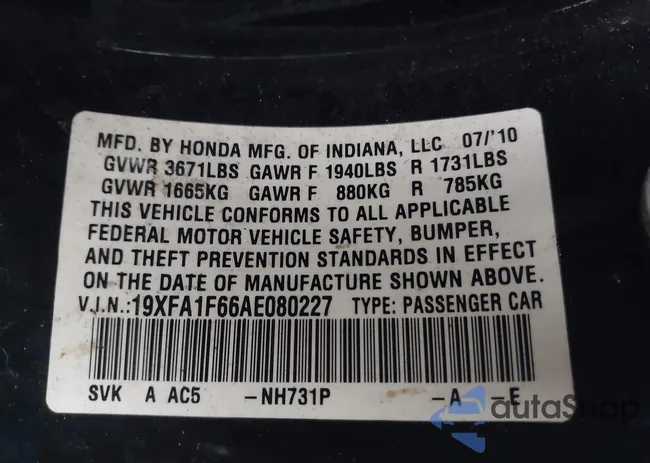 MFD. BY HONDA MFG. OF INDIANA, LLC 07/'10
GVWR 3671LBS GAWR F 1940LBS R 1731LBS
GVWR 1665KG GAWR F 880KG R 785KG
THIS VEHICLE CONFORMS TO ALL APPLICABLE
FEDERAL MOTOR VEHICLE SAFETY, BUMPER,
AND THEFT PREVENTION STANDARDS IN EFFECT
ON THE DATE OF MANUFACTURE SHOWN ABOVE.
V.I.N.:19XFA1F66AE080227 TYPE: PASSENGER CAR
SVK A AC5 -NH731P -A -E
autoSnap